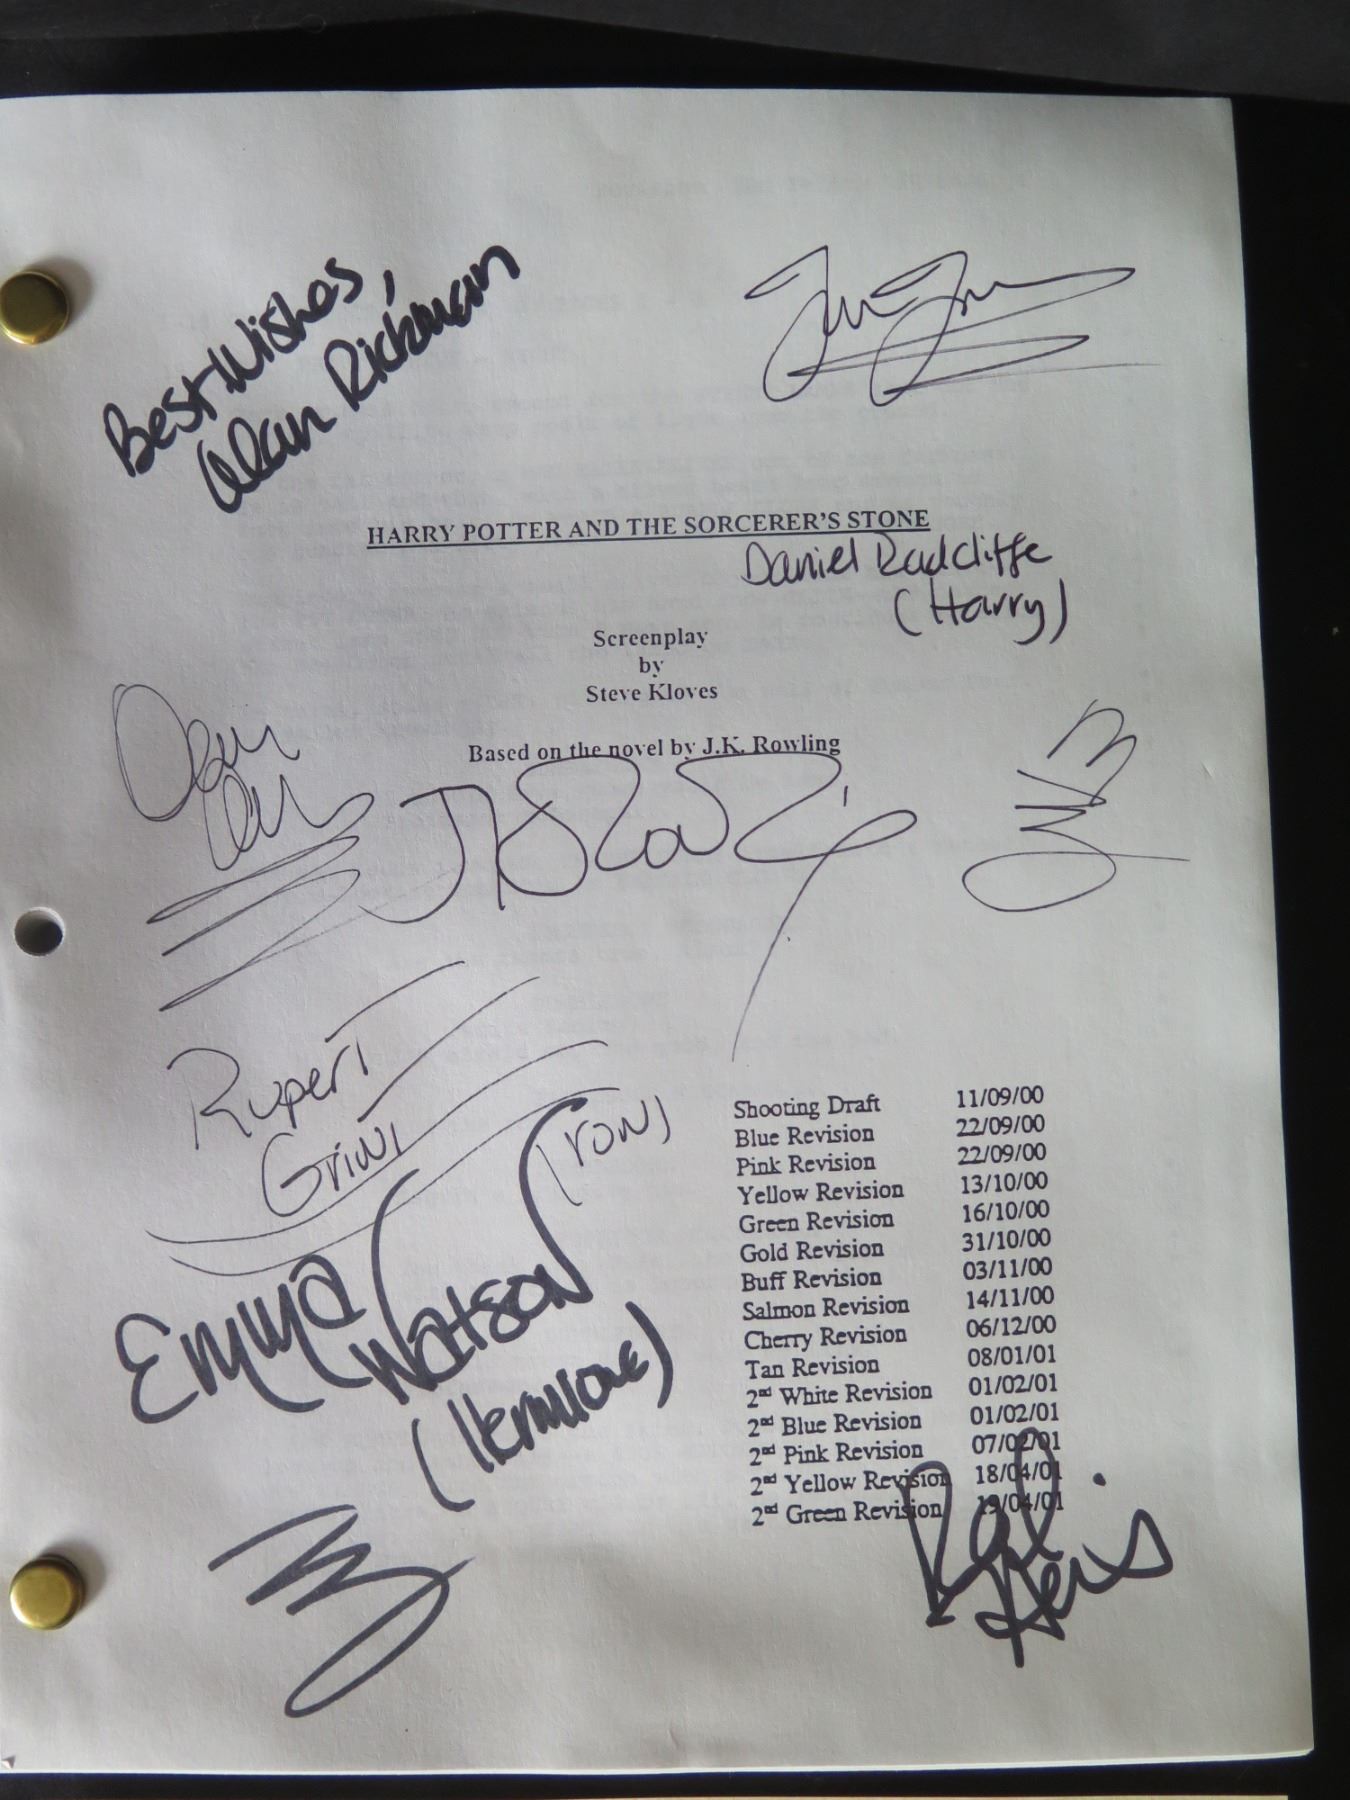 Best Wishes,
Alan Rickman
HARRY POTTER AND THE SORCERER'S STONE
Daniel Radcliffe
(Harry)
Screenplay
by
Steve Kloves
Based on the novel by J.K. Rowling
Rupert
Grint
(ron)
Emma
Watson
(Hermione)
Shooting Draft 11/09/00
Blue Revision 22/09/00
Pink Revision 22/09/00
Yellow Revision 13/10/00
Green Revision 16/10/00
Gold Revision 31/10/00
Buff Revision 03/11/00
Salmon Revision 14/11/00
Cherry Revision 06/12/00
Tan Revision 08/01/01
2nd White Revision 01/02/01
2nd Blue Revision 01/02/01
2nd Pink Revision 07/02/01
2nd Yellow Revision 18/04/01
2nd Green Revision 19/04/01